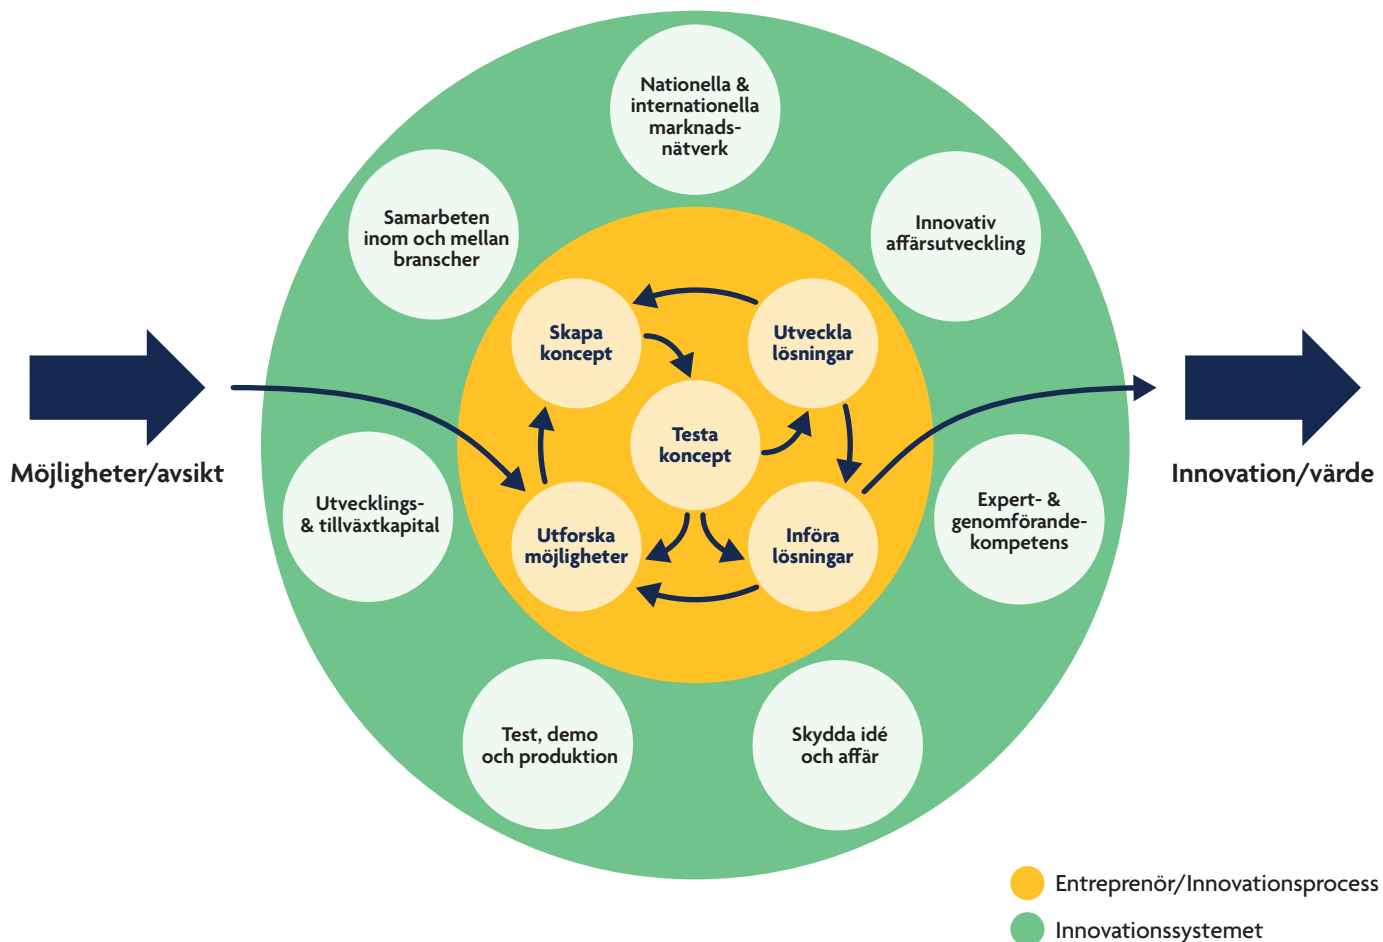 Nationella &
internationella
marknads-
nätverk
Samarbeten
inom och mellan
branscher
Innovativ
affärsutveckling
Skapa
koncept
Utveckla
lösningar
Testa
koncept
Möjligheter/avsikt
Innovation/värde
Utvecklings-
& tillväxtkapital
Utforska
möjligheter
Införa
lösningar
Expert- &
genomförande-
kompetens
Test, demo
och produktion
Skydda idé
och affär
Entreprenör/Innovationsprocess
Innovationssystemet